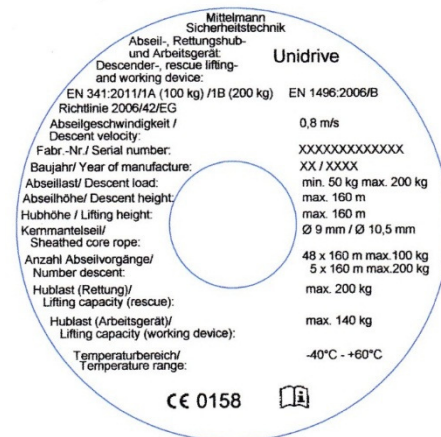 Mittelmann
Sicherheitstechnik
Abseil-, Rettungshub-
und Arbeitsgerät:
Descender-, rescue lifting-
and working device:
Unidrive
EN 341:2011/1A (100 kg) /1B (200 kg) EN 1496:2006/B
Richtlinie 2006/42/EG
Abseilgeschwindigkeit /
Descent velocity:
0,8 m/s
Fabr.-Nr./ Serial number: XXXXXXXXXXXXX
Baujahr/ Year of manufacture: XX / XXXX
Abseillast/ Descent load: min. 50 kg max. 200 kg
Abseilhöhe/ Descent height: max. 160 m
Hubhöhe / Lifting height: max. 160 m
Kernmantelseil/
Sheathed core rope:
Ø 9 mm / Ø 10,5 mm
Anzahl Abseilvorgänge/
Number descent:
48 x 160 m max.100 kg
5 x 160 m max.200 kg
Hublast (Rettung)/
Lifting capacity (rescue):
max. 200 kg
Hublast (Arbeitsgerät)/
Lifting capacity (working device):
max. 140 kg
Temperaturbereich/
Temperature range:
-40°C - +60°C
CE 0158